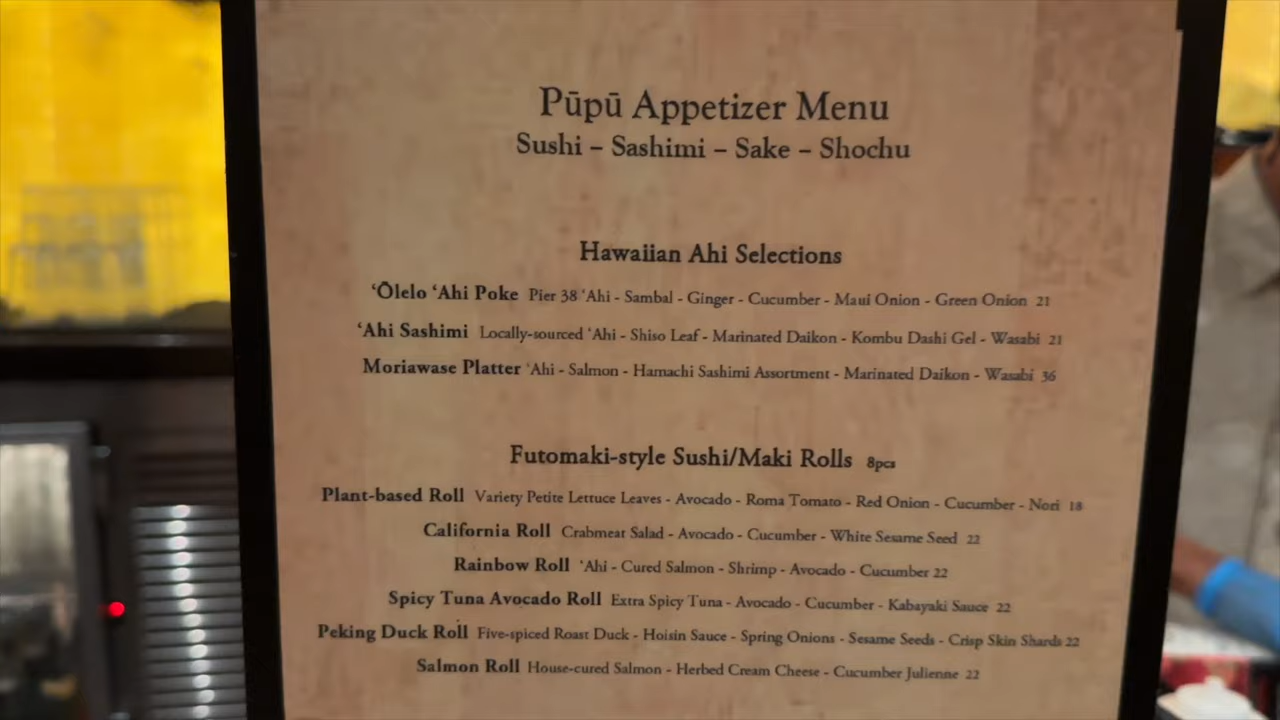 Pūpū Appetizer Menu
Sushi – Sashimi – Sake – Shochu
Hawaiian Ahi Selections
ʻŌlelo ʻAhi Poke Pier 38 ʻAhi - Sambal - Ginger - Cucumber - Maui Onion - Green Onion 21
ʻAhi Sashimi Locally-sourced ʻAhi - Shiso Leaf - Marinated Daikon - Kombu Dashi Gel - Wasabi 21
Moriawase Platter ʻAhi - Salmon - Hamachi Sashimi Assortment - Marinated Daikon - Wasabi 36
Futomaki-style Sushi/Maki Rolls 8pcs
Plant-based Roll Variety Petite Lettuce Leaves - Avocado - Roma Tomato - Red Onion - Cucumber - Nori 18
California Roll Crabmeat Salad - Avocado - Cucumber - White Sesame Seed 22
Rainbow Roll ʻAhi - Cured Salmon - Shrimp - Avocado - Cucumber 22
Spicy Tuna Avocado Roll Extra Spicy Tuna - Avocado - Cucumber - Kabayaki Sauce 22
Peking Duck Roll Five-spiced Roast Duck - Hoisin Sauce - Spring Onions - Sesame Seeds - Crisp Skin Shards 22
Salmon Roll House-cured Salmon - Herbed Cream Cheese - Cucumber Julienne 22